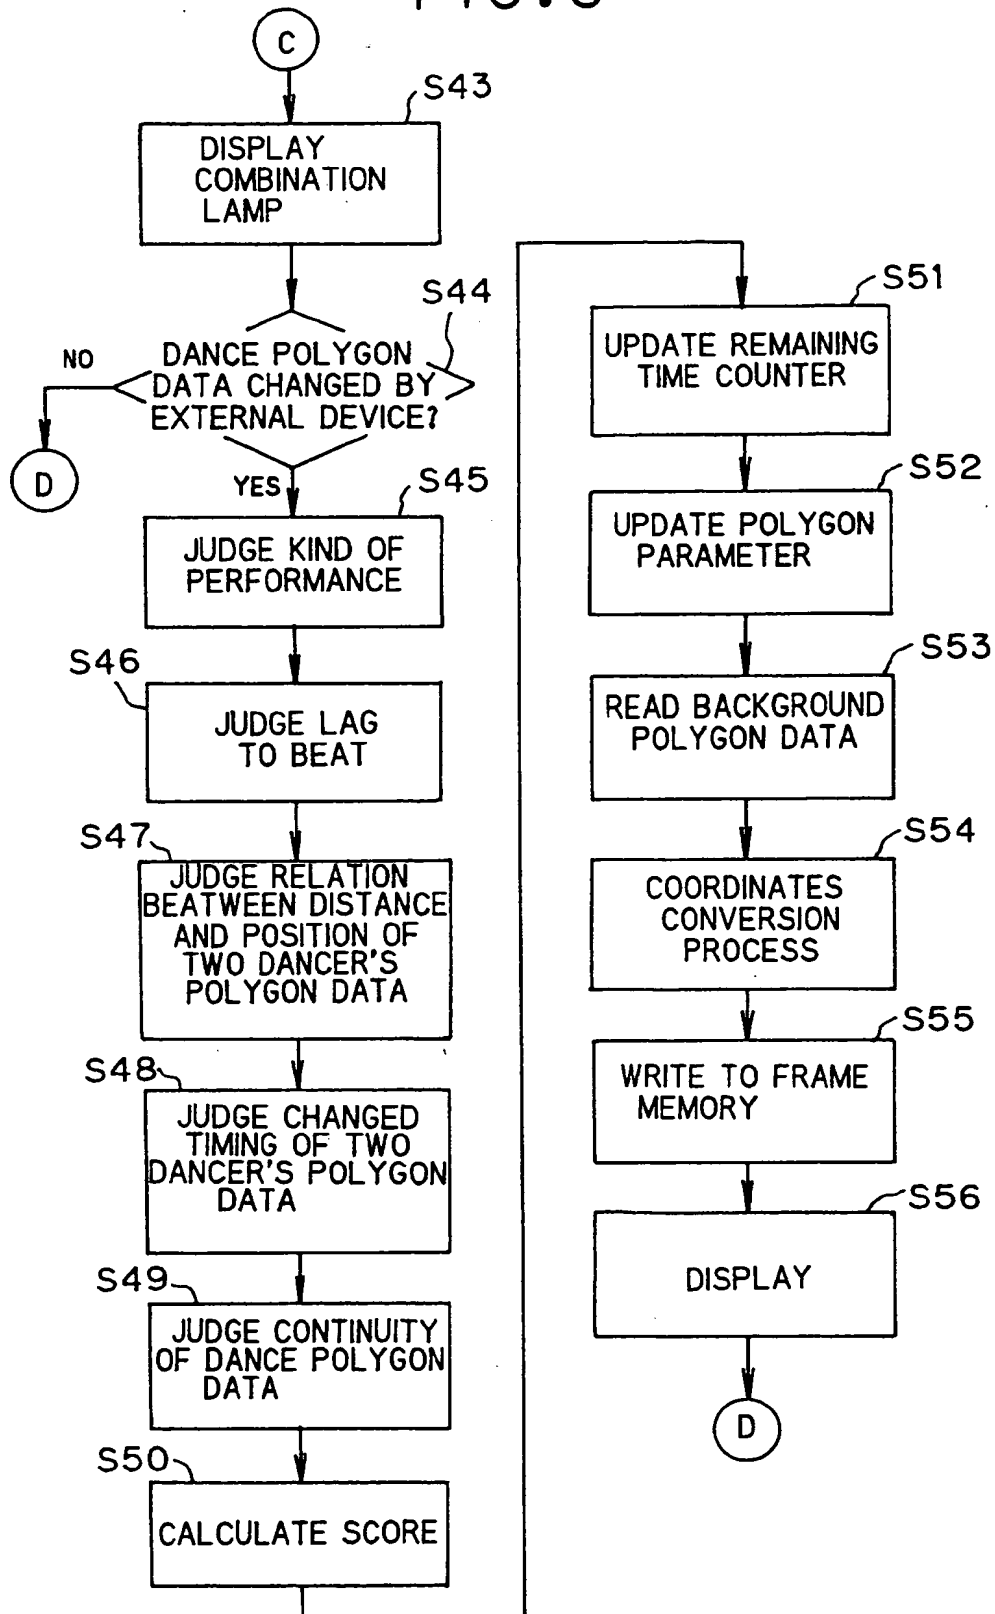 C
S43
DISPLAY
COMBINATION
LAMP
S44
NO
DANCE POLYGON
DATA CHANGED BY
EXTERNAL DEVICE?
D
YES
S45
JUDGE KIND OF
PERFORMANCE
S46
JUDGE LAG
TO BEAT
S47
JUDGE RELATION
BEATWEEN DISTANCE
AND POSITION OF
TWO DANCER'S
POLYGON DATA
S48
JUDGE CHANGED
TIMING OF TWO
DANCER'S POLYGON
DATA
S49
JUDGE CONTINUITY
OF DANCE POLYGON
DATA
S50
CALCULATE SCORE
S51
UPDATE REMAINING
TIME COUNTER
S52
UPDATE POLYGON
PARAMETER
S53
READ BACKGROUND
POLYGON DATA
S54
COORDINATES
CONVERSION
PROCESS
S55
WRITE TO FRAME
MEMORY
S56
DISPLAY
D